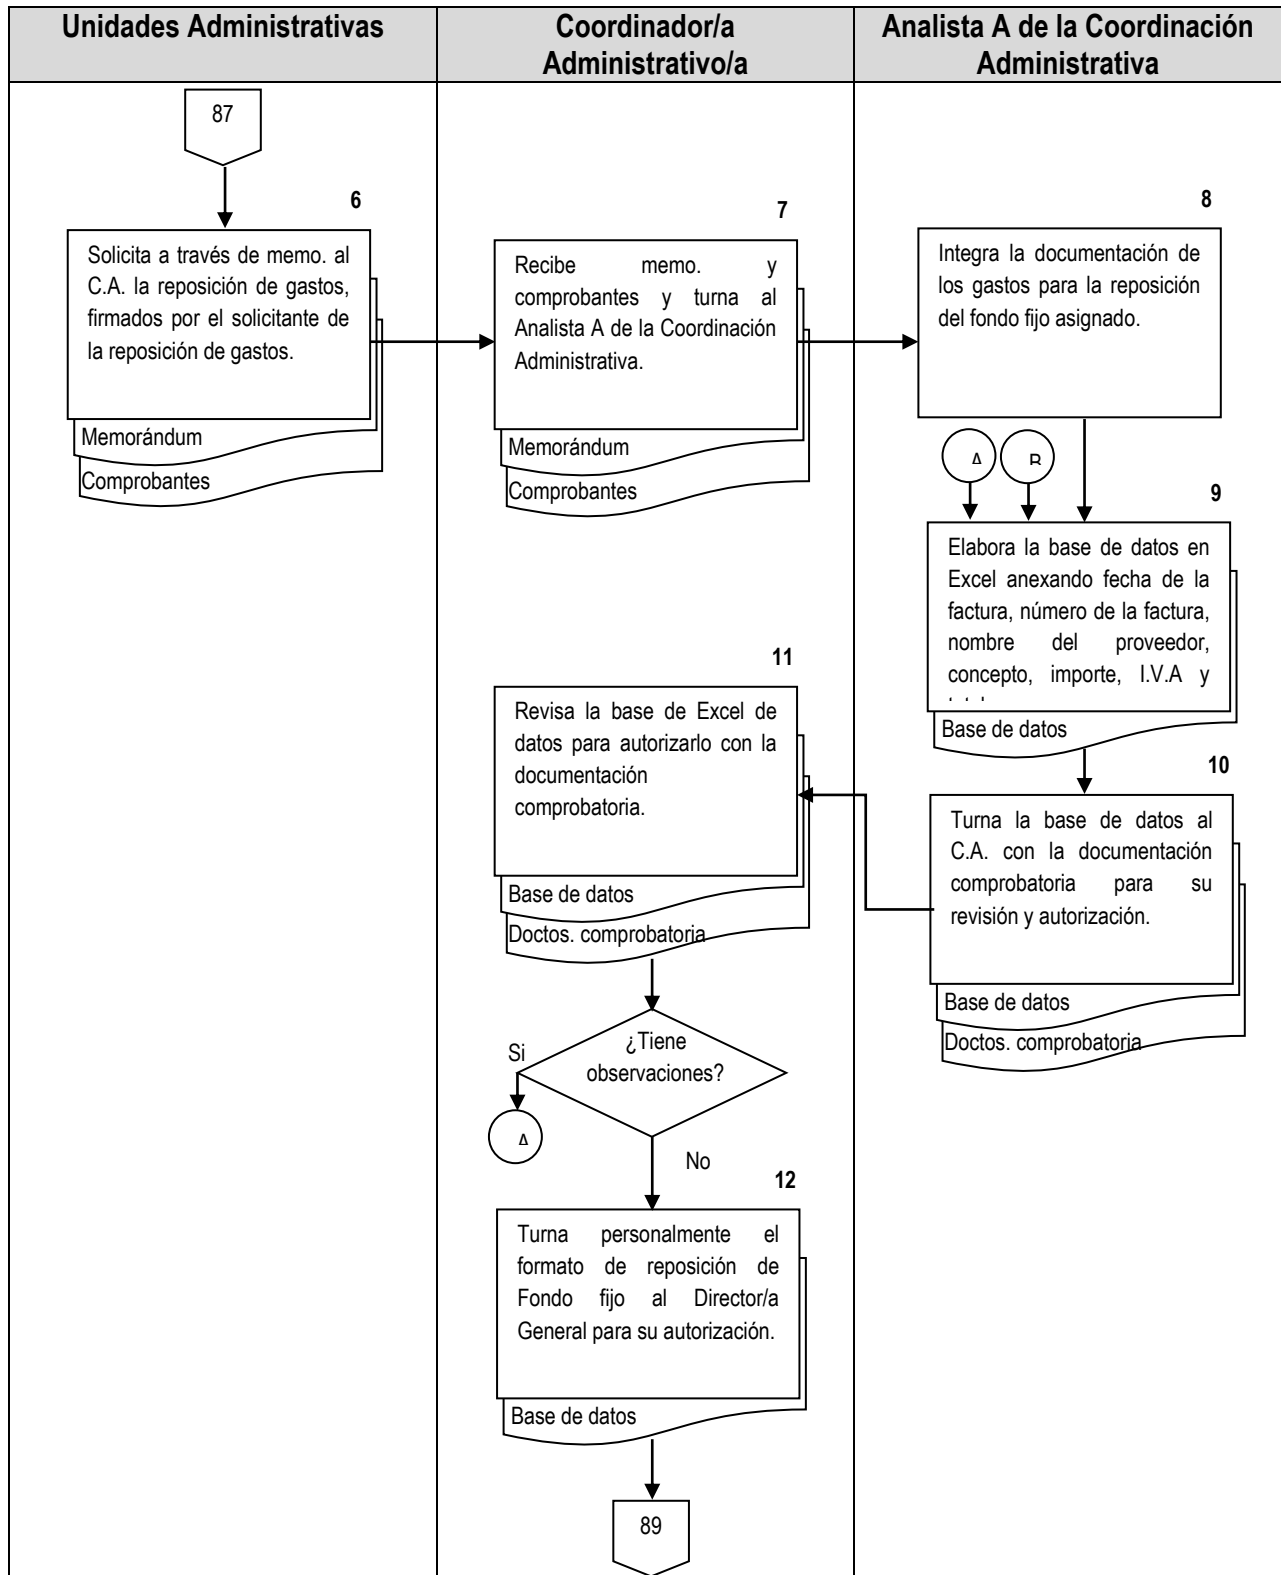 Unidades Administrativas
Coordinador/a
Administrativo/a
Analista A de la Coordinación
Administrativa
87
6
Solicita a través de memo. al
C.A. la reposición de gastos,
firmados por el solicitante de
la reposición de gastos.
Memorándum
Comprobantes
7
Recibe memo. y
comprobantes y turna al
Analista A de la Coordinación
Administrativa.
Memorándum
Comprobantes
8
Integra la documentación de
los gastos para la reposición
del fondo fijo asignado.
A
B
9
Elabora la base de datos en
Excel anexando fecha de la
factura, número de la factura,
nombre del proveedor,
concepto, importe, I.V.A y
Base de datos
10
Turna la base de datos al
C.A. con la documentación
comprobatoria para su
revisión y autorización.
Base de datos
Doctos. comprobatoria
11
Revisa la base de Excel de
datos para autorizarlo con la
documentación
comprobatoria.
Base de datos
Doctos. comprobatoria
¿Tiene
observaciones?
Si
A
No
12
Turna personalmente el
formato de reposición de
Fondo fijo al Director/a
General para su autorización.
Base de datos
89